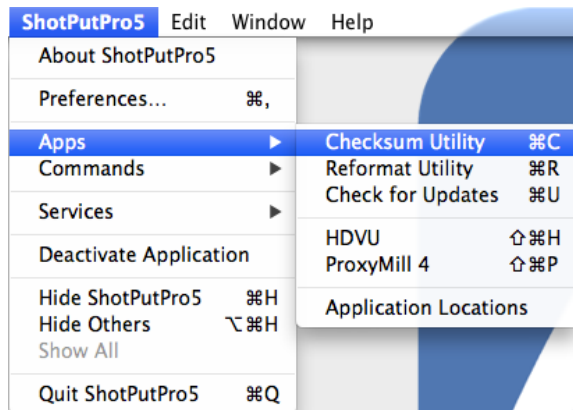 ShotPutPro5 Edit Window Help
About ShotPutPro5
Preferences... ⌘,
Apps ▶
Commands ▶
Services ▶
Deactivate Application
Hide ShotPutPro5 ⌘H
Hide Others ⌥⌘H
Show All
Quit ShotPutPro5 ⌘Q
Checksum Utility ⌘C
Reformat Utility ⌘R
Check for Updates ⌘U
HDVU ⇧⌘H
ProxyMill 4 ⇧⌘P
Application Locations